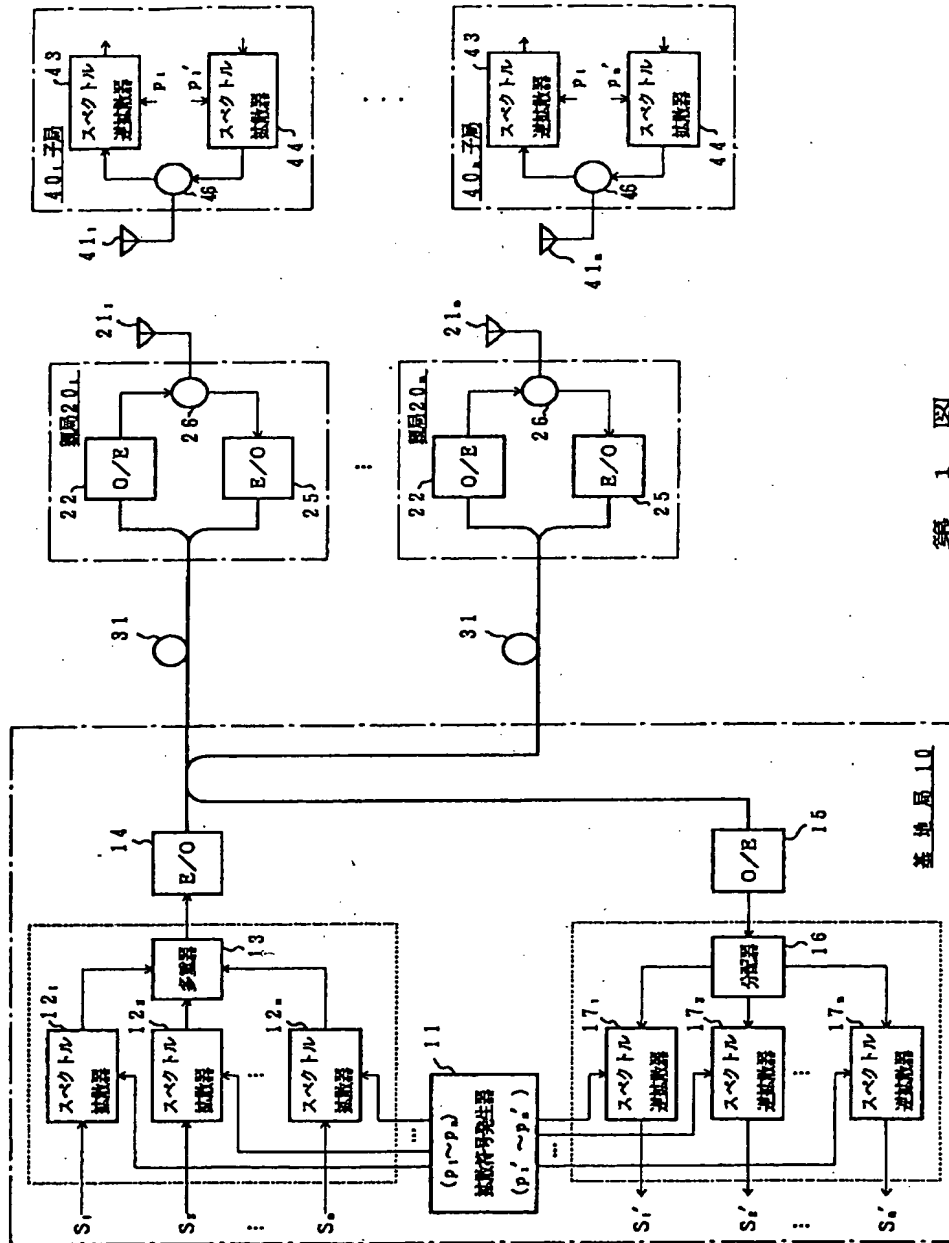 S₁
S₂
⋮
Sₙ
スペクトル
拡散器
12₁
スペクトル
拡散器
12₂
⋮
スペクトル
拡散器
12ₙ
多重器
13
E/O
14
(p₁~pₙ)
拡散符号発生器
(p₁'~pₙ')
11
…
…
S₁'
S₂'
⋮
Sₙ'
スペクトル
逆拡散器
17₁
スペクトル
逆拡散器
17₂
⋮
スペクトル
逆拡散器
17ₙ
分配器
16
O/E
15
基地局 10
31
31
親局20₁
22
O/E
26
E/O
25
21₁
⋮
親局20ₙ
22
O/E
26
E/O
25
21ₙ
40₁子局
43
スペクトル
逆拡散器
p₁
p₁'
スペクトル
拡散器
44
46
41₁
・・・
40ₙ子局
43
スペクトル
逆拡散器
pₙ
pₙ'
スペクトル
拡散器
44
46
41ₙ
第 1 図